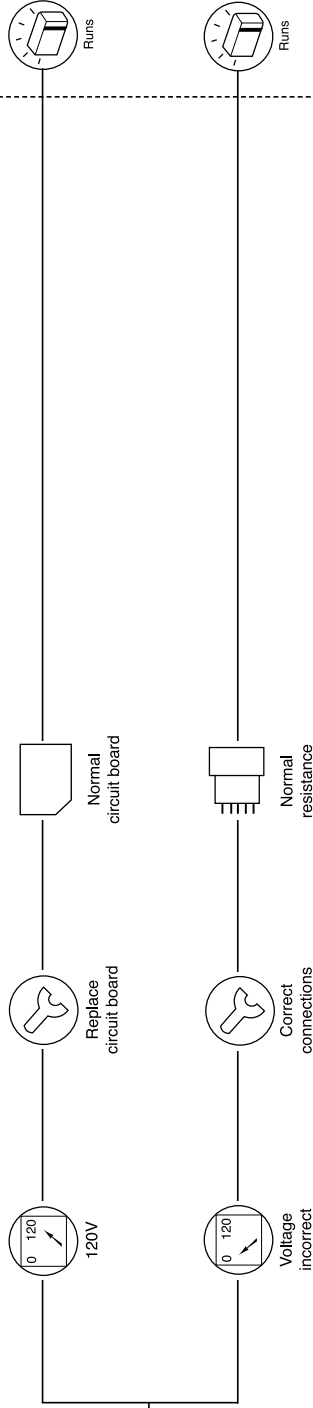 0 120
120V
Replace
circuit board
Normal
circuit board
Runs
0 120
Voltage
incorrect
Correct
connections
Normal
resistance
Runs